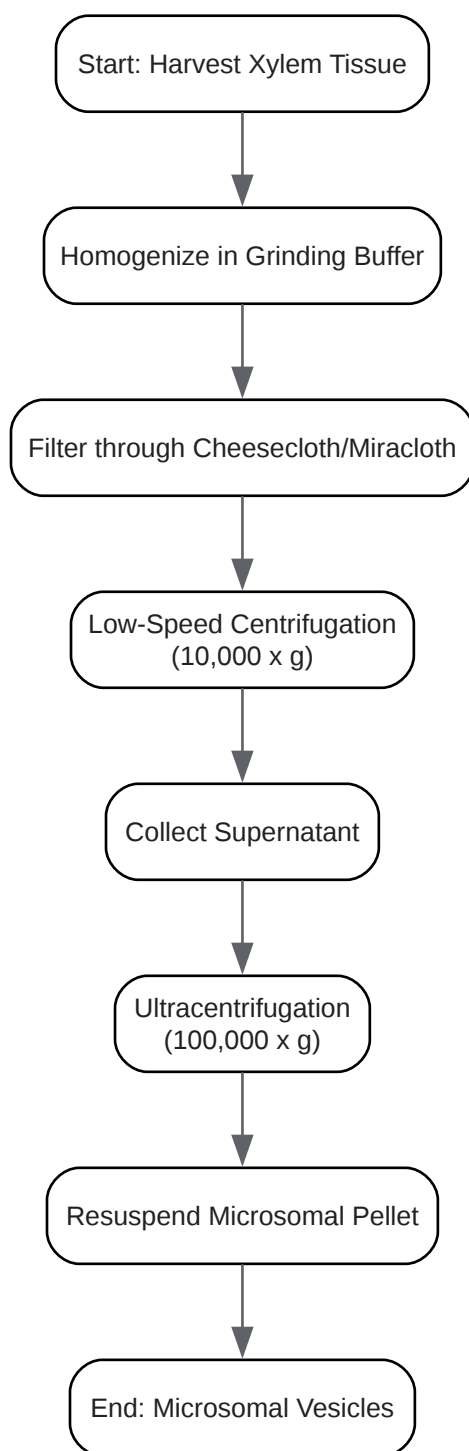 Start: Harvest Xylem Tissue
Homogenize in Grinding Buffer
Filter through Cheesecloth/Miracloth
Low-Speed Centrifugation
(10,000 x g)
Collect Supernatant
Ultracentrifugation
(100,000 x g)
Resuspend Microsomal Pellet
End: Microsomal Vesicles